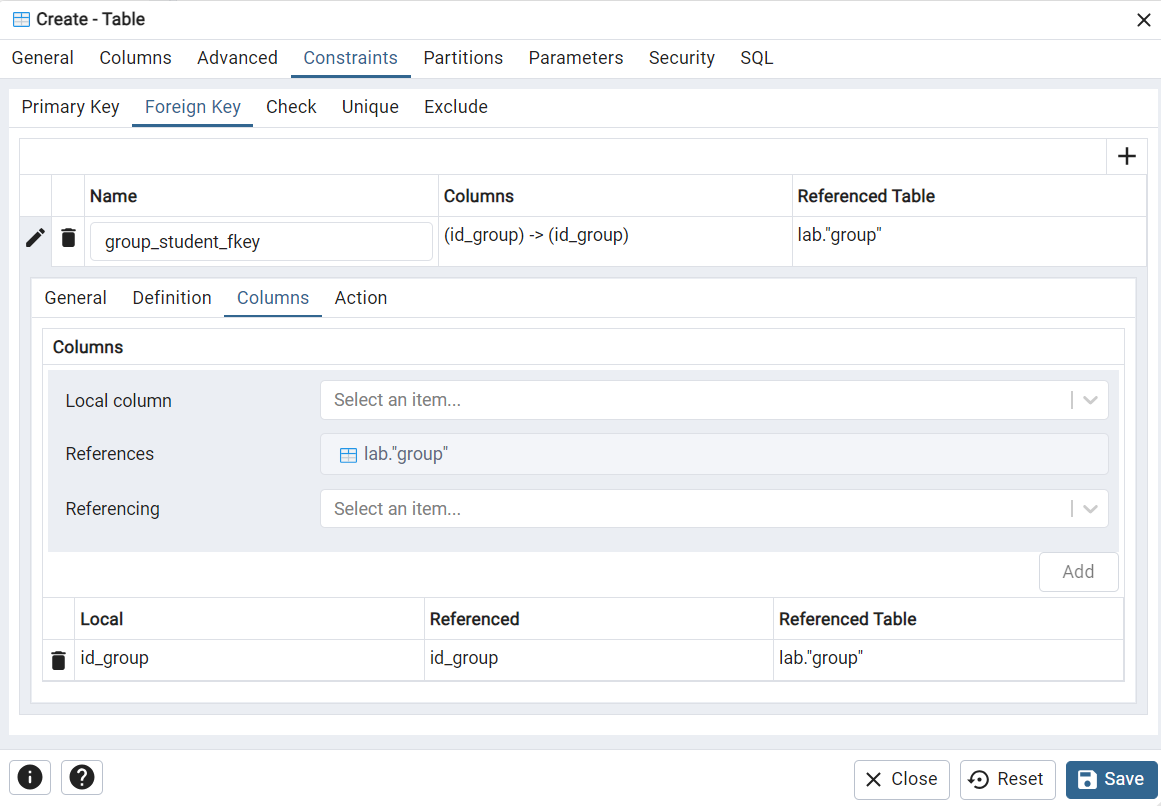 Create - Table
General Columns Advanced Constraints Partitions Parameters Security SQL
Primary Key Foreign Key Check Unique Exclude
Name Columns Referenced Table
group_student_fkey (id_group) -> (id_group) lab."group"
General Definition Columns Action
Columns
Local column Select an item...
References lab."group"
Referencing Select an item...
Add
Local Referenced Referenced Table
id_group id_group lab."group"
Close Reset Save